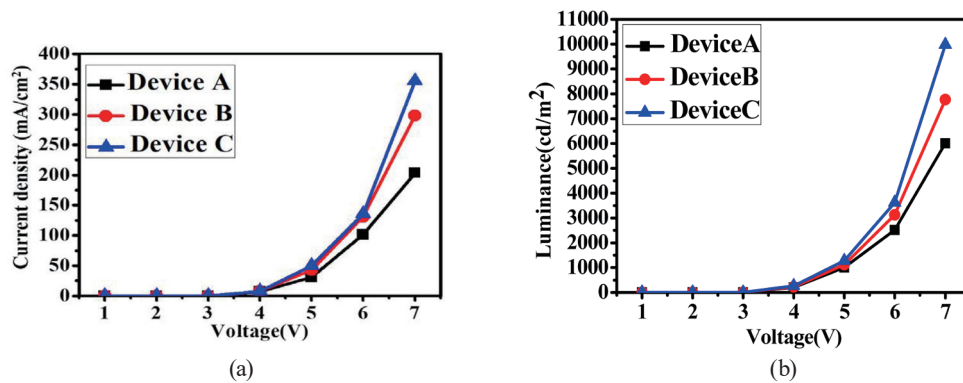 400
350
300
250
200
150
100
50
0
Current density (mA/cm²)
Device A
Device B
Device C
1 2 3 4 5 6 7
Voltage(V)
(a)
11000
10000
9000
8000
7000
6000
5000
4000
3000
2000
1000
0
Luminance(cd/m²)
DeviceA
DeviceB
DeviceC
1 2 3 4 5 6 7
Voltage(V)
(b)